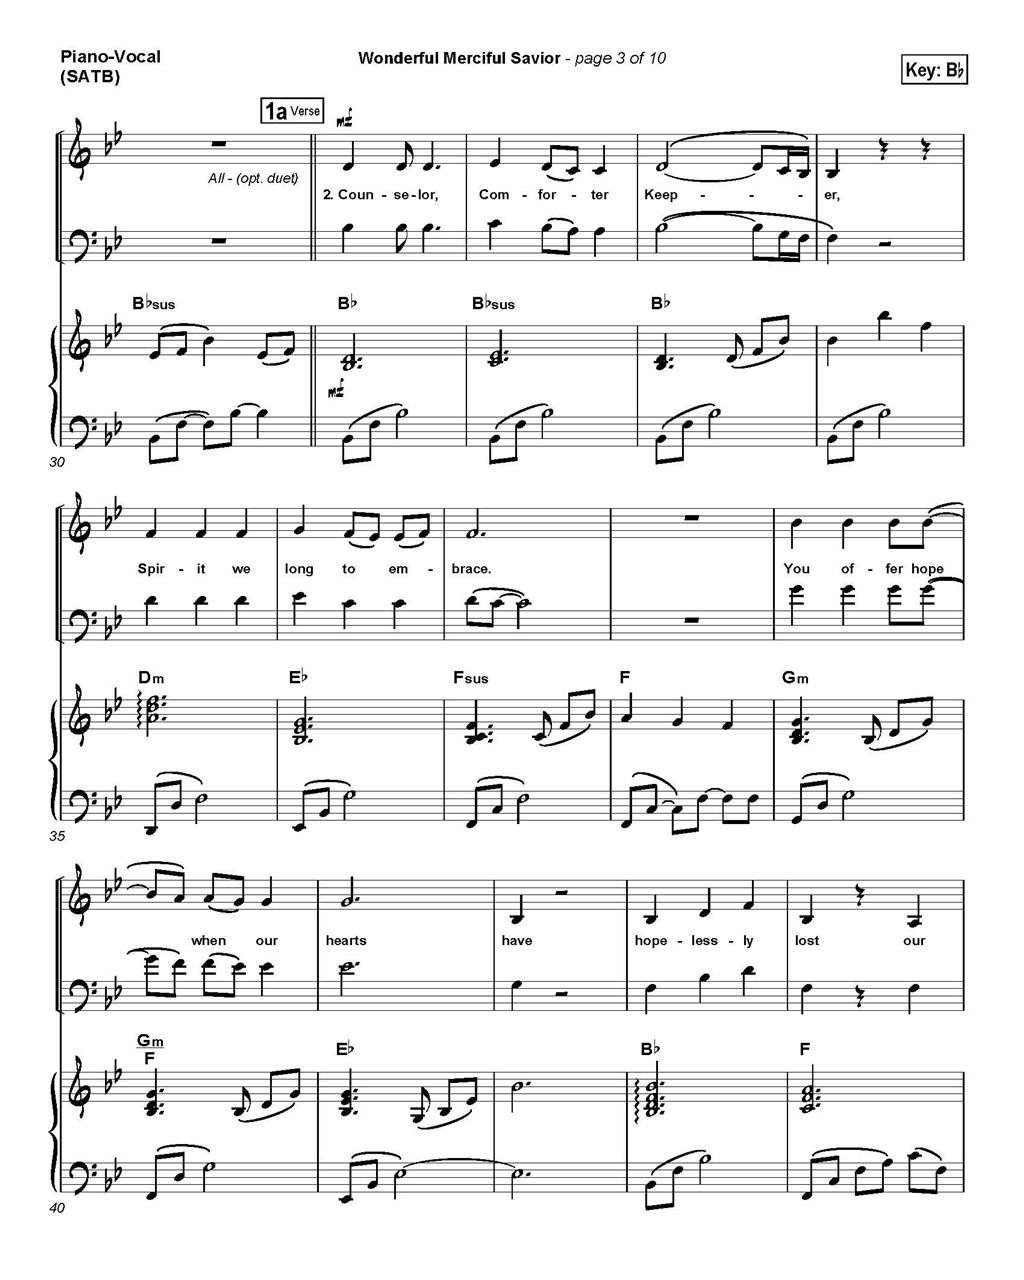 Piano-Vocal
(SATB)
Wonderful Merciful Savior - page 3 of 10
Key: B♭
1a Verse
mf
All - (opt. duet)
2. Coun - se-lor, Com - for - ter Keep - - - er,
B♭sus B♭ B♭sus B♭
mf
30
Spir - it we long to em - brace. You of - fer hope
Dm E♭ Fsus F Gm
35
when our hearts have hope - less - ly lost our
Gm
F E♭ B♭ F
40